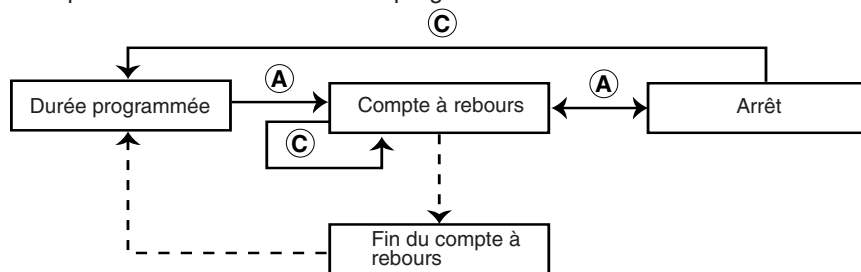 C
Durée programmée
A
Compte à rebours
A
Arrêt
C
Fin du compte à
rebours